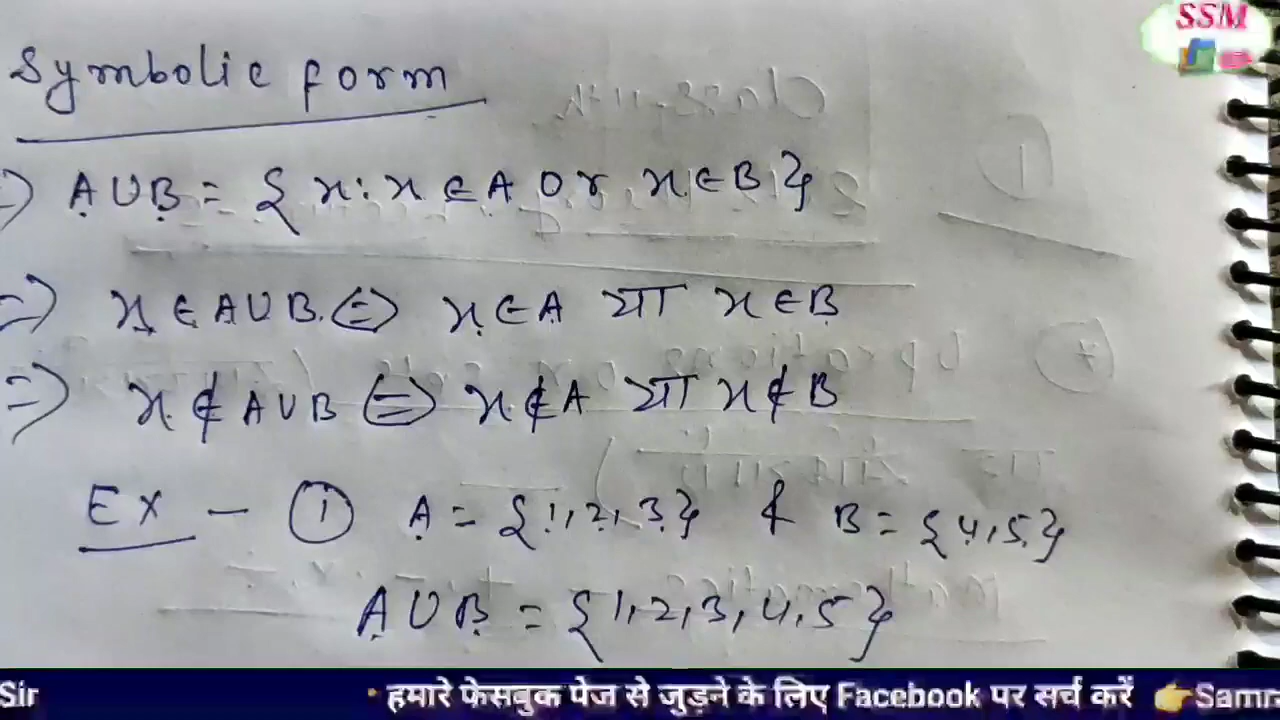 SSM
Symbolic form
⇒ A∪B = { x : x ∈ A or x ∈ B }
⇒ x ∈ A∪B ⇔ x ∈ A या x ∈ B
⇒ x ∉ A∪B ⇔ x ∉ A या x ∉ B
Ex – ① A = {1, 2, 3} & B = {4, 5}
A∪B = {1, 2, 3, 4, 5}
Sir • हमारे फेसबुक पेज से जुड़ने के लिए Facebook पर सर्च करें 👉